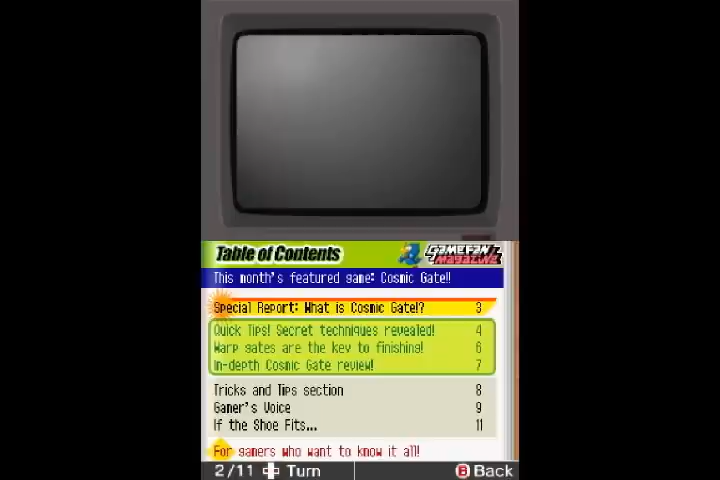 Table of Contents
GAMEFAN MAGAZINE
This month's featured game: Cosmic Gate!!
Special Report: What is Cosmic Gate!? 3
Quick Tips! Secret techniques revealed! 4
Warp gates are the key to finishing! 6
In-depth Cosmic Gate review! 7
Tricks and Tips section 8
Gamer's Voice 9
If the Shoe Fits... 11
For gamers who want to know it all!
2/11 Turn
B Back